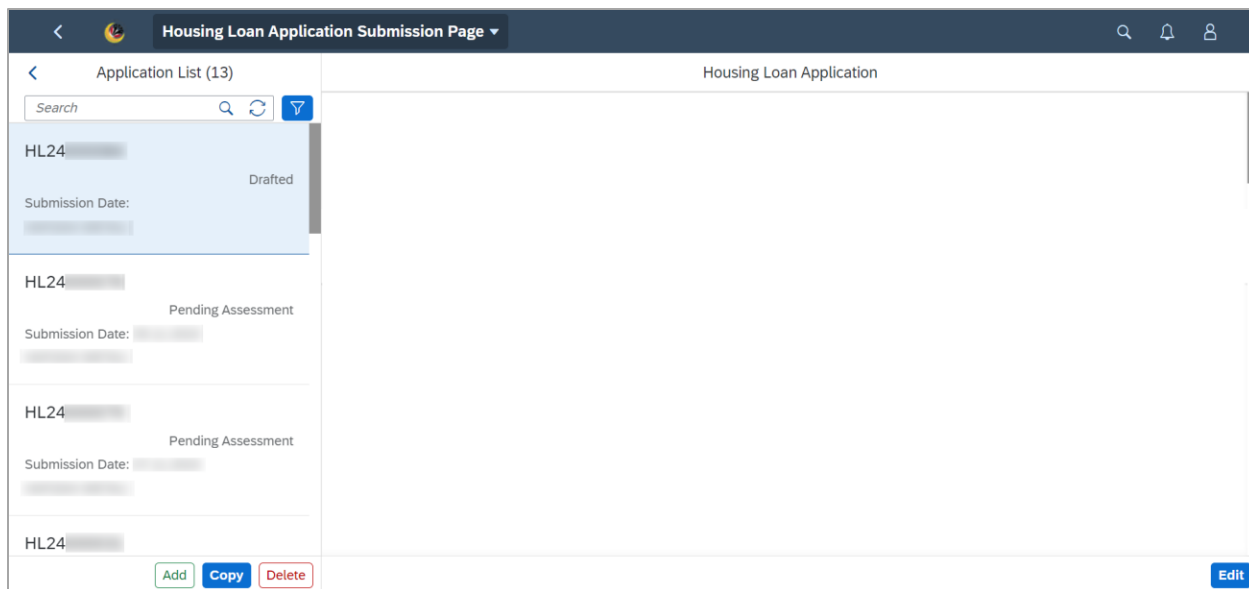 Housing Loan Application Submission Page
Application List (13)
Housing Loan Application
Search
HL24
Drafted
Submission Date:
HL24
Pending Assessment
Submission Date:
HL24
Pending Assessment
Submission Date:
HL24
Add Copy Delete
Edit